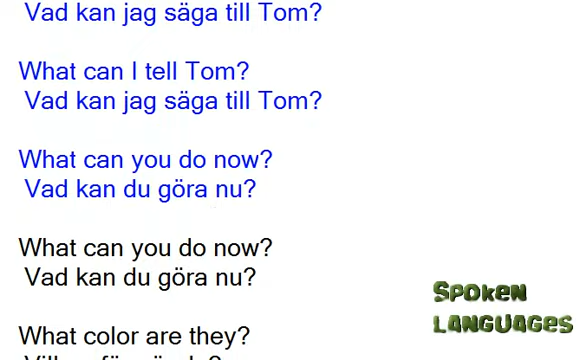 Vad kan jag säga till Tom?
What can I tell Tom?
Vad kan jag säga till Tom?
What can you do now?
Vad kan du göra nu?
What can you do now?
Vad kan du göra nu?
What color are they?
SPOKEN
LANGUAGES